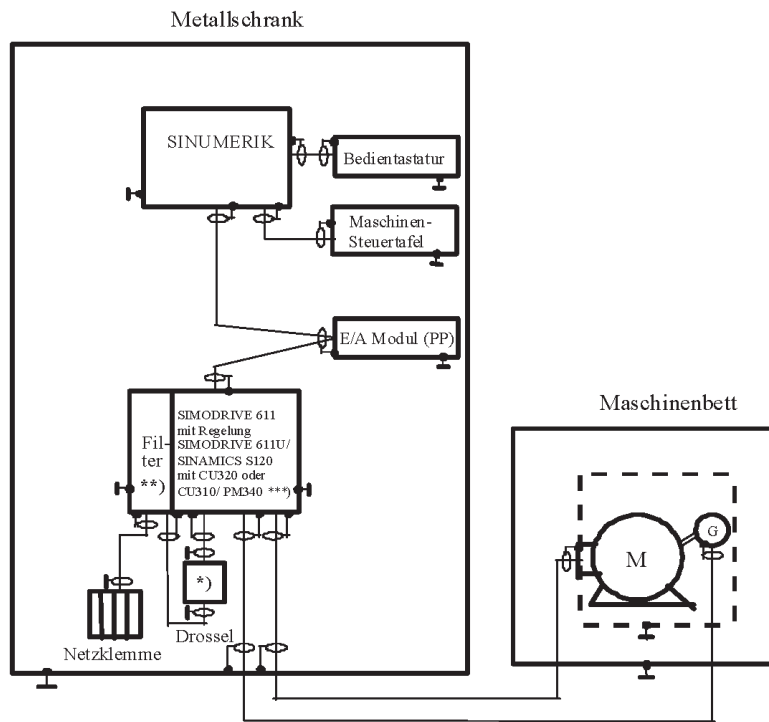 Metallschrank
SINUMERIK
Bedientastatur
Maschinen-
Steuertafel
E/A Modul (PP)
Fil-
ter
**)
SIMODRIVE 611
mit Regelung
SIMODRIVE 611U/
SINAMICS S120
mit CU320 oder
CU310/ PM340 ***)
*)
Drossel
Netzklemme
Maschinenbett
M
G